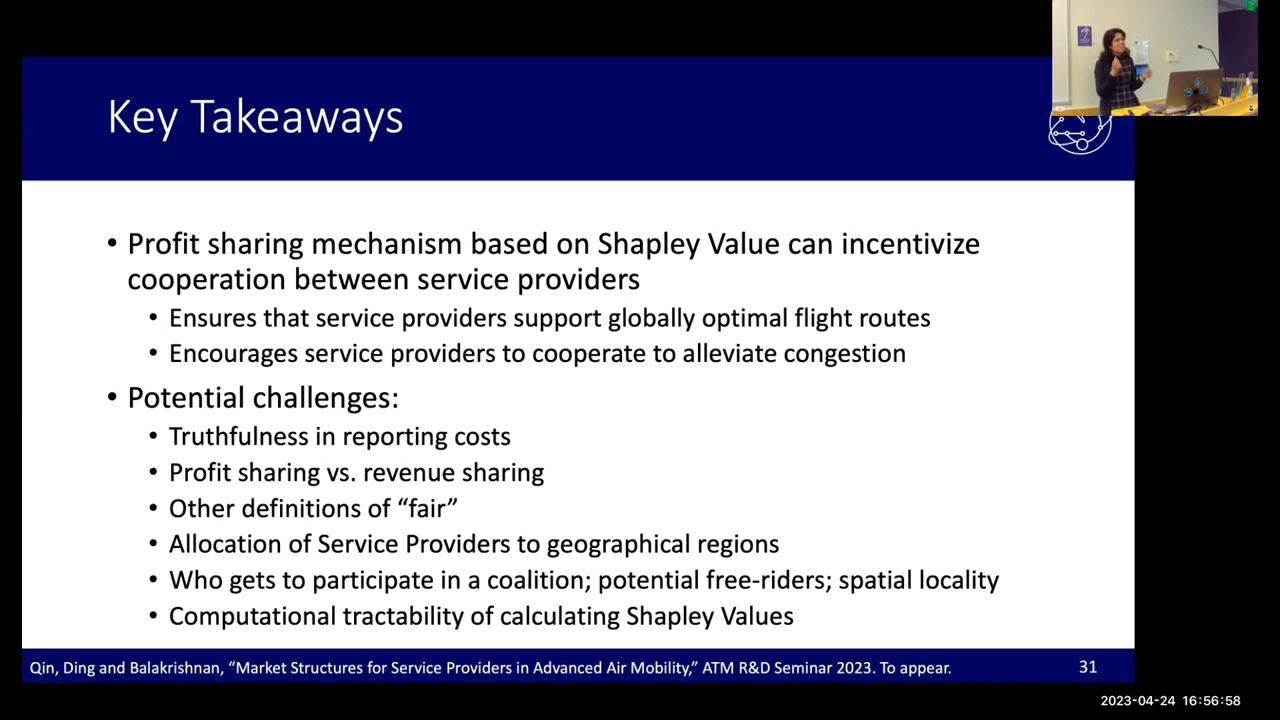 Key Takeaways
• Profit sharing mechanism based on Shapley Value can incentivize
cooperation between service providers
• Ensures that service providers support globally optimal flight routes
• Encourages service providers to cooperate to alleviate congestion
• Potential challenges:
• Truthfulness in reporting costs
• Profit sharing vs. revenue sharing
• Other definitions of “fair”
• Allocation of Service Providers to geographical regions
• Who gets to participate in a coalition; potential free-riders; spatial locality
• Computational tractability of calculating Shapley Values
Qin, Ding and Balakrishnan, “Market Structures for Service Providers in Advanced Air Mobility,” ATM R&D Seminar 2023. To appear.
31
2023-04-24 16:56:58